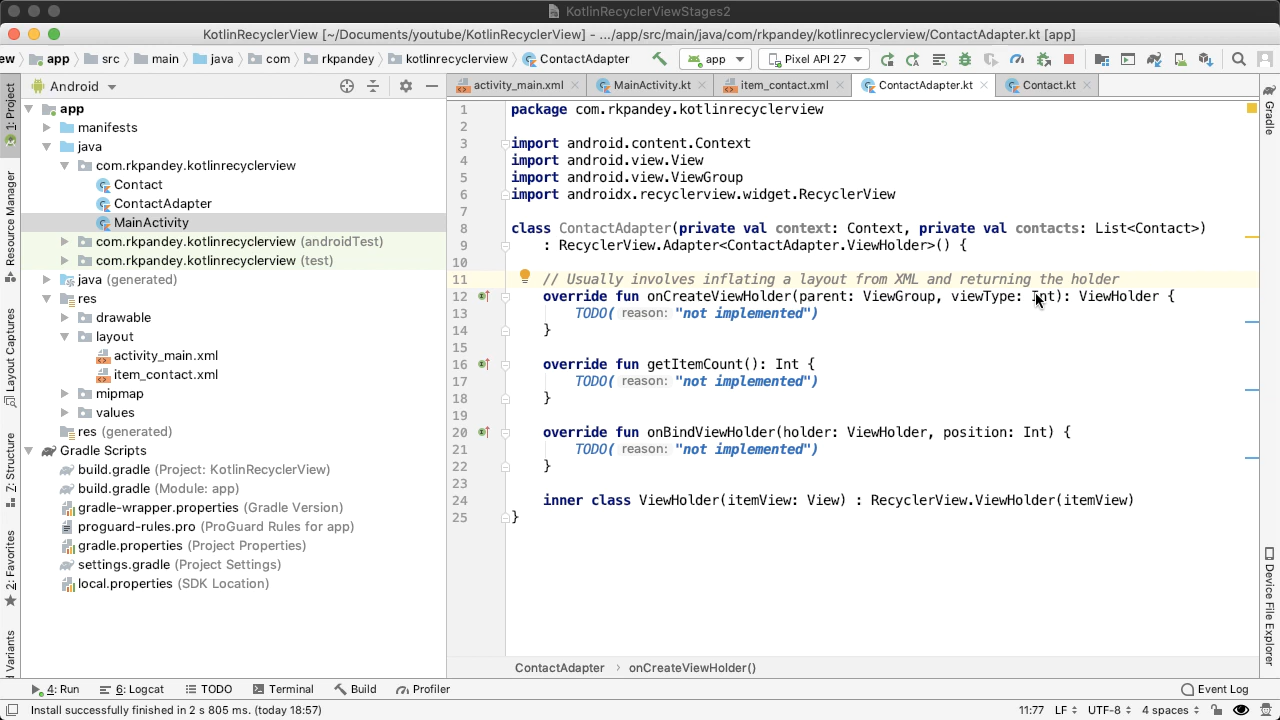 KotlinRecyclerViewStages2
KotlinRecyclerView [~/Documents/youtube/KotlinRecyclerView] - .../app/src/main/java/com/rkpandey/kotlinrecyclerview/ContactAdapter.kt [app]
ew app src main java com rkpandey kotlinrecyclerview ContactAdapter app Pixel API 27
1: Project
Resource Manager
Layout Captures
Z: Structure
2: Favorites
Variants
Android
app
manifests
java
com.rkpandey.kotlinrecyclerview
Contact
ContactAdapter
MainActivity
com.rkpandey.kotlinrecyclerview (androidTest)
com.rkpandey.kotlinrecyclerview (test)
java (generated)
res
drawable
layout
activity_main.xml
item_contact.xml
mipmap
values
res (generated)
Gradle Scripts
build.gradle (Project: KotlinRecyclerView)
build.gradle (Module: app)
gradle-wrapper.properties (Gradle Version)
proguard-rules.pro (ProGuard Rules for app)
gradle.properties (Project Properties)
settings.gradle (Project Settings)
local.properties (SDK Location)
activity_main.xml MainActivity.kt item_contact.xml ContactAdapter.kt Contact.kt
1 package com.rkpandey.kotlinrecyclerview
2
3 import android.content.Context
4 import android.view.View
5 import android.view.ViewGroup
6 import androidx.recyclerview.widget.RecyclerView
7
8 class ContactAdapter(private val context: Context, private val contacts: List<Contact>)
9 : RecyclerView.Adapter<ContactAdapter.ViewHolder>() {
10
11 // Usually involves inflating a layout from XML and returning the holder
12 override fun onCreateViewHolder(parent: ViewGroup, viewType: Int): ViewHolder {
13 TODO( reason: "not implemented")
14 }
15
16 override fun getItemCount(): Int {
17 TODO( reason: "not implemented")
18 }
19
20 override fun onBindViewHolder(holder: ViewHolder, position: Int) {
21 TODO( reason: "not implemented")
22 }
23
24 inner class ViewHolder(itemView: View) : RecyclerView.ViewHolder(itemView)
25 }
ContactAdapter › onCreateViewHolder()
Gradle
Device File Explorer
4: Run 6: Logcat TODO Terminal Build Profiler Event Log
Install successfully finished in 2 s 805 ms. (today 18:57) 11:77 LF UTF-8 4 spaces